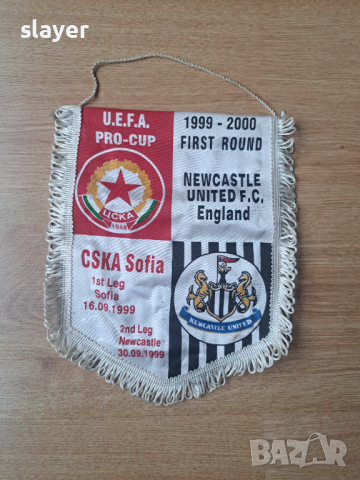 slayer
U.E.F.A.
PRO-CUP
1999 - 2000
FIRST ROUND
NEWCASTLE
UNITED F.C.
England
ЦСКА
1948
CSKA Sofia
1st Leg
Sofia
16.09.1999
2nd Leg
Newcastle
30.09.1999
NEWCASTLE UNITED
BAZAR